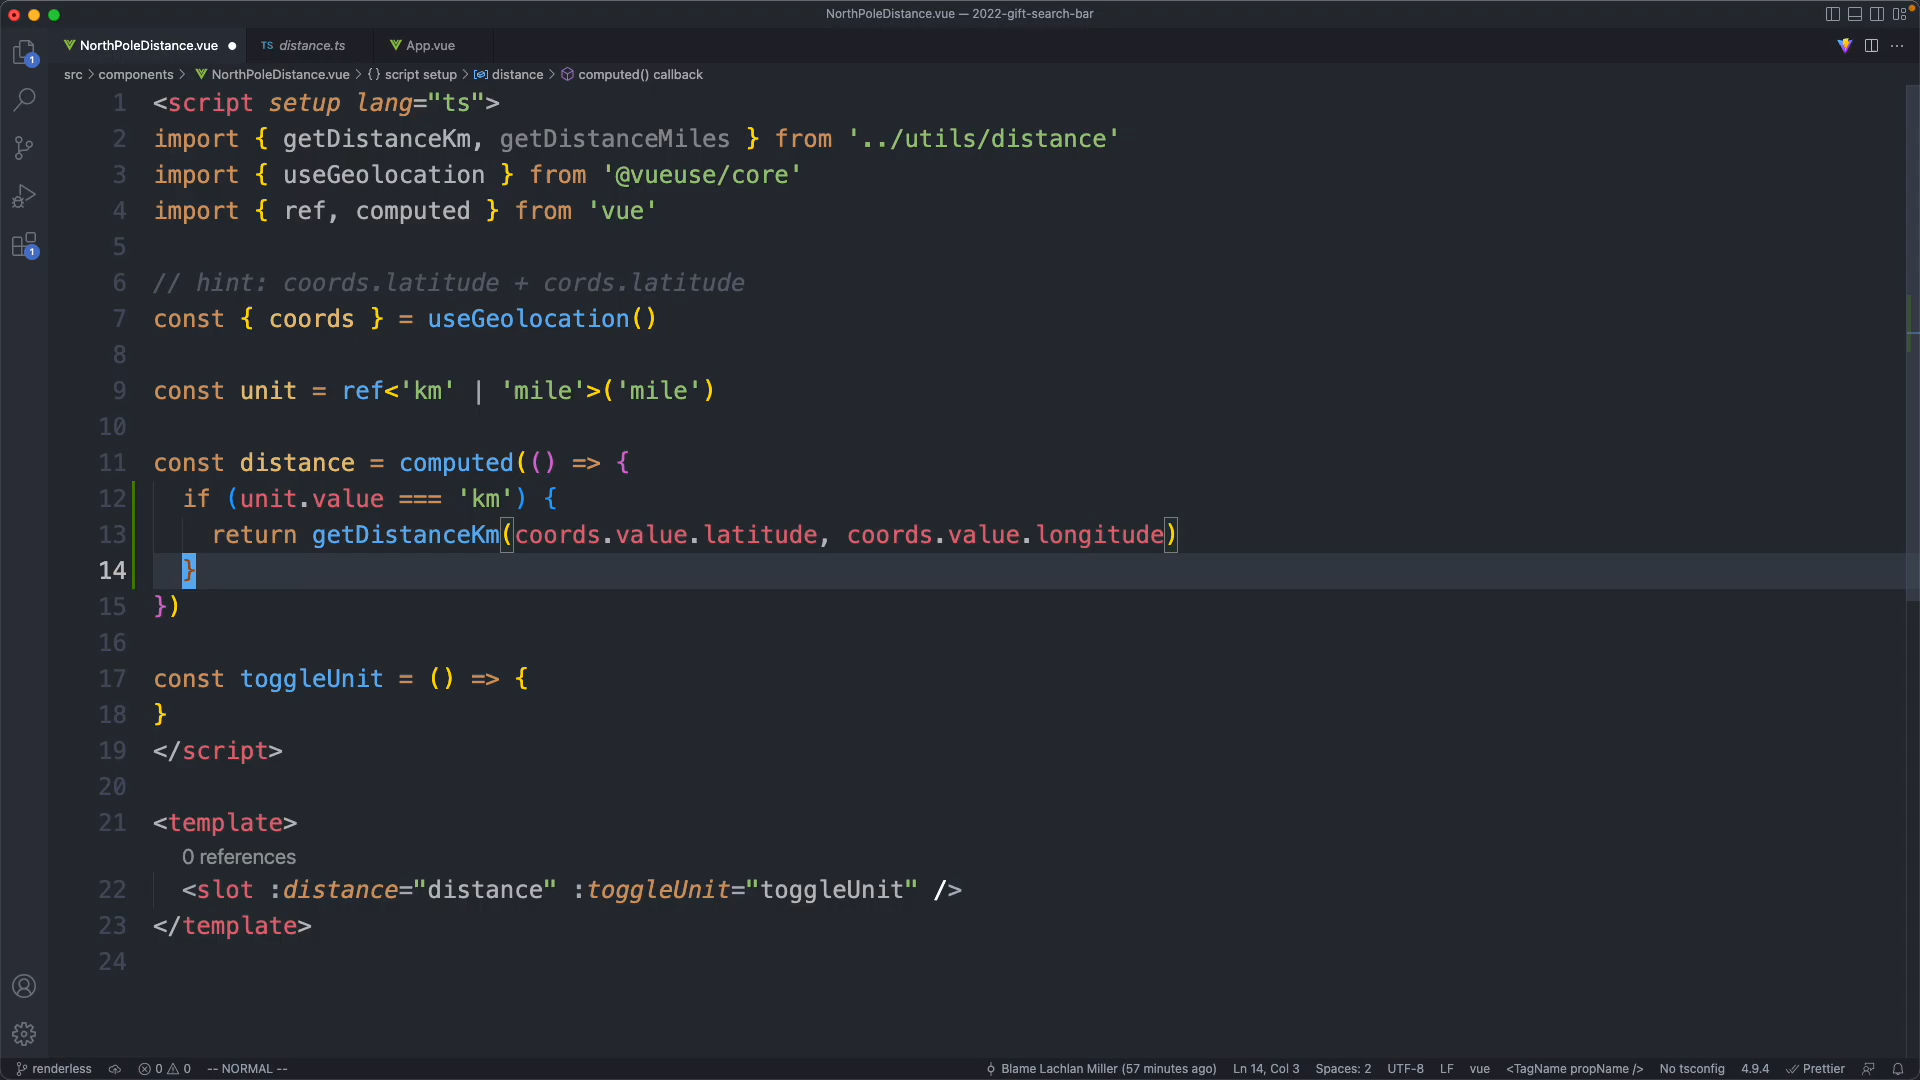 NorthPoleDistance.vue — 2022-gift-search-bar
NorthPoleDistance.vue
TS distance.ts
App.vue
src > components > NorthPoleDistance.vue > {} script setup > distance > computed() callback
1 <script setup lang="ts">
2 import { getDistanceKm, getDistanceMiles } from '../utils/distance'
3 import { useGeolocation } from '@vueuse/core'
4 import { ref, computed } from 'vue'
5
6 // hint: coords.latitude + cords.latitude
7 const { coords } = useGeolocation()
8
9 const unit = ref<'km' | 'mile'>('mile')
10
11 const distance = computed(() => {
12 if (unit.value === 'km') {
13 return getDistanceKm(coords.value.latitude, coords.value.longitude)
14 }
15 })
16
17 const toggleUnit = () => {
18 }
19 </script>
20
21 <template>
0 references
22 <slot :distance="distance" :toggleUnit="toggleUnit" />
23 </template>
24
1
1
renderless 0 0 -- NORMAL -- Blame Lachlan Miller (57 minutes ago) Ln 14, Col 3 Spaces: 2 UTF-8 LF vue <TagName propName /> No tsconfig 4.9.4 Prettier